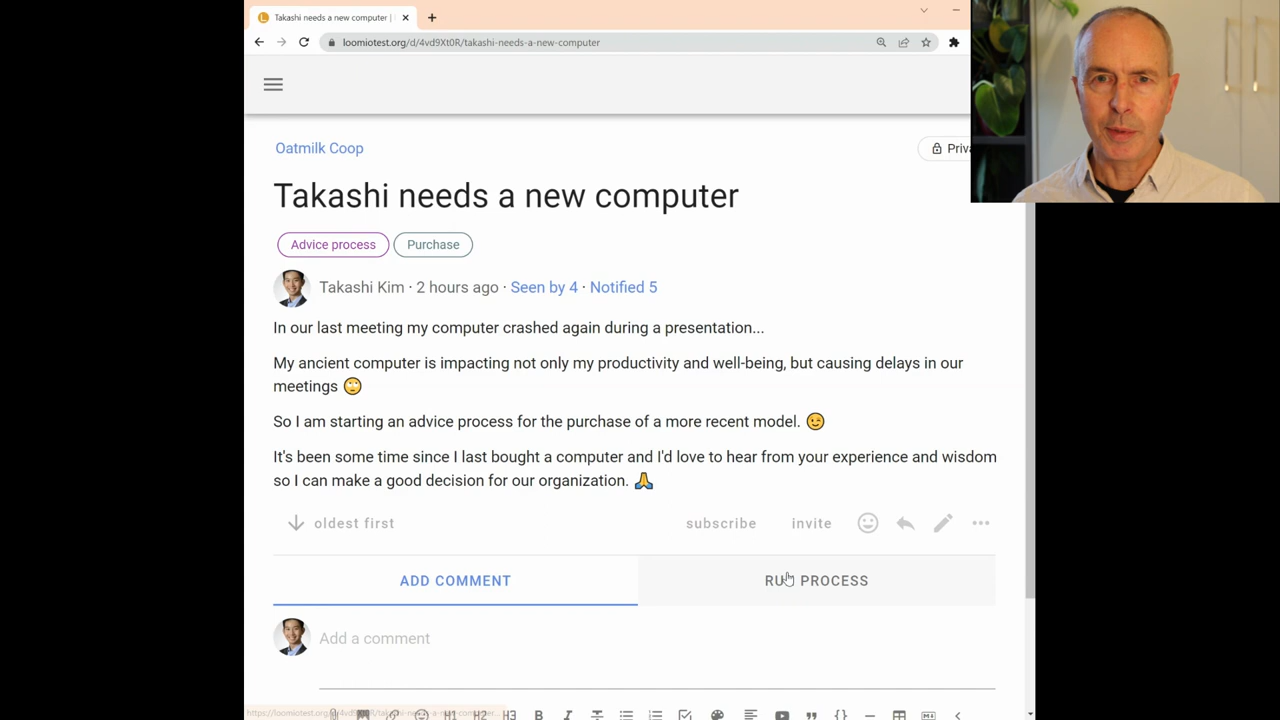 Takashi needs a new computer |
loomiotest.org/d/4vd9Xt0R/takashi-needs-a-new-computer
Oatmilk Coop
Priva
Takashi needs a new computer
Advice process
Purchase
Takashi Kim · 2 hours ago · Seen by 4 · Notified 5
In our last meeting my computer crashed again during a presentation...
My ancient computer is impacting not only my productivity and well-being, but causing delays in our
meetings 🙄
So I am starting an advice process for the purchase of a more recent model. 😉
It's been some time since I last bought a computer and I'd love to hear from your experience and wisdom
so I can make a good decision for our organization. 🙏
oldest first
subscribe
invite
ADD COMMENT
RUN PROCESS
Add a comment
H1 H2 H3 B I